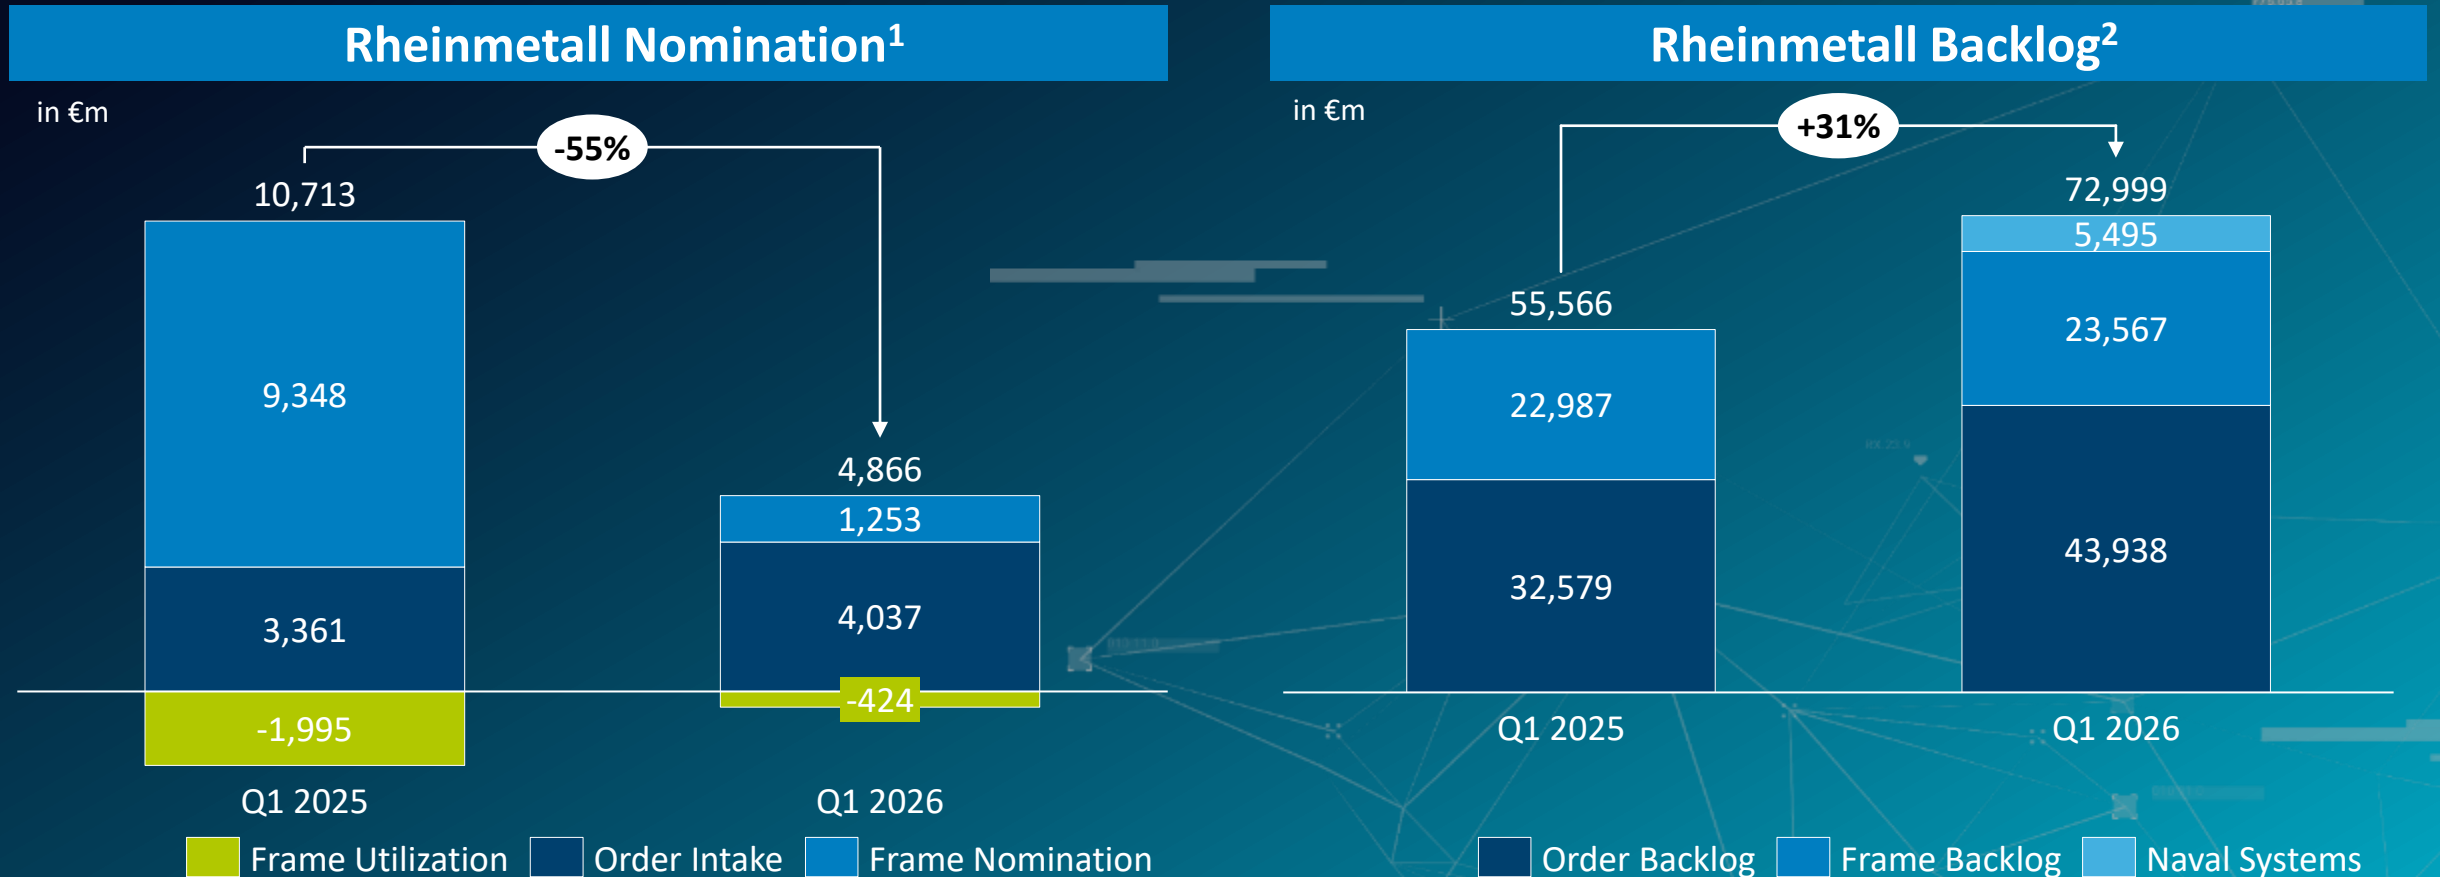 Rheinmetall Nomination¹
in €m
-55%
10,713
9,348
3,361
-1,995
Q1 2025
4,866
1,253
4,037
-424
Q1 2026
Frame Utilization
Order Intake
Frame Nomination
Rheinmetall Backlog²
in €m
+31%
55,566
22,987
32,579
Q1 2025
72,999
5,495
23,567
43,938
Q1 2026
Order Backlog
Frame Backlog
Naval Systems